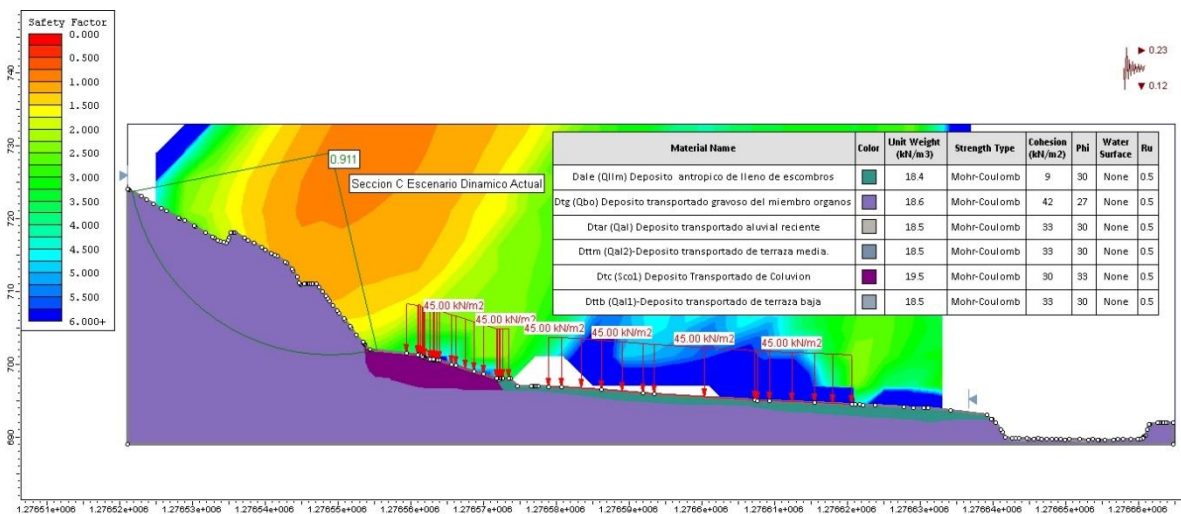 Safety Factor
0.000
0.500
1.000
1.500
2.000
2.500
3.000
3.500
4.000
4.500
5.000
5.500
6.000+
0.23
0.12
0.911
Seccion C Escenario Dinamico Actual
Material Name Color Unit Weight (kN/m3) Strength Type Cohesion (kN/m2) Phi Water Surface Ru
Dale (Qllm) Deposito antropico de lleno de escombros 18.4 Mohr-Coulomb 9 30 None 0.5
Dtg (Qbo) Deposito transportado gravoso del miembro organos 18.6 Mohr-Coulomb 42 27 None 0.5
Dtar (Qal) Deposito transportado aluvial reciente 18.5 Mohr-Coulomb 33 30 None 0.5
Dttm (Qal2)-Deposito transportado de terraza media. 18.5 Mohr-Coulomb 33 30 None 0.5
Dtc (Sco1) Deposito Transportado de Coluvion 19.5 Mohr-Coulomb 30 33 None 0.5
Dttb (Qal1)-Deposito transportado de terraza baja 18.5 Mohr-Coulomb 33 30 None 0.5
45.00 kN/m2
45.00 kN/m2
45.00 kN/m2
45.00 kN/m2
45.00 kN/m2
45.00 kN/m2
740
730
720
710
700
690
1.27651e+006 1.27652e+006 1.27653e+006 1.27654e+006 1.27655e+006 1.27656e+006 1.27657e+006 1.27658e+006 1.27659e+006 1.2766e+006 1.27661e+006 1.27662e+006 1.27663e+006 1.27664e+006 1.27665e+006 1.27666e+006